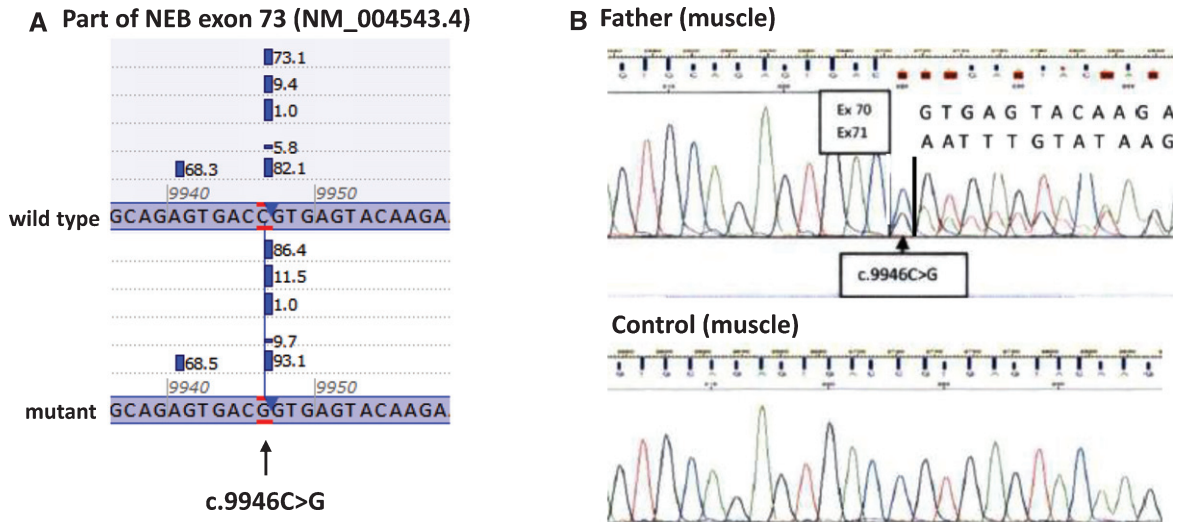 A Part of NEB exon 73 (NM_004543.4)
73.1
9.4
1.0
5.8
68.3 82.1
9940 9950
wild type GCAGAGTGACCGTGAGTACAAGA
86.4
11.5
1.0
9.7
68.5 93.1
9940 9950
mutant GCAGAGTGACGGTGAGTACAAGA
c.9946C>G
B Father (muscle)
G T G C A G A G T G A C
Ex 70 G T G A G T A C A A G A
Ex71 A A T T T G T A T A A G
c.9946C>G
Control (muscle)
G T G C A G A G T G A C C G T G A G T A C A A G